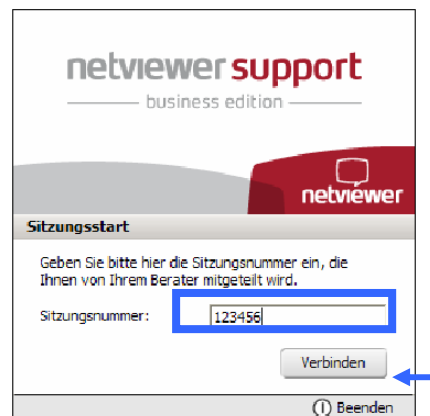 netviewer support
business edition
netviewer
Sitzungsstart
Geben Sie bitte hier die Sitzungsnummer ein, die
Ihnen von Ihrem Berater mitgeteilt wird.
Sitzungsnummer: 123456
Verbinden
Beenden